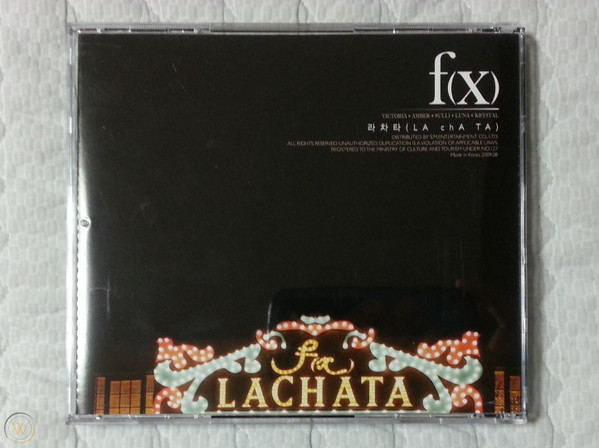 f(x)
VICTORIA + AMBER + SULLI + LUNA + KRYSTAL
라차타(LA chA TA)
DISTRIBUTED BY S.M.ENTERTAINMENT CO.,LTD.
ALL RIGHTS RESERVED. UNAUTHORIZED DUPLICATION IS A VIOLATION OF APPLICABLE LAWS.
REGISTERED TO THE MINISTRY OF CULTURE AND TOURISM UNDER NO.127
Made in Korea. 2009.08
f(x)
LACHATA
W